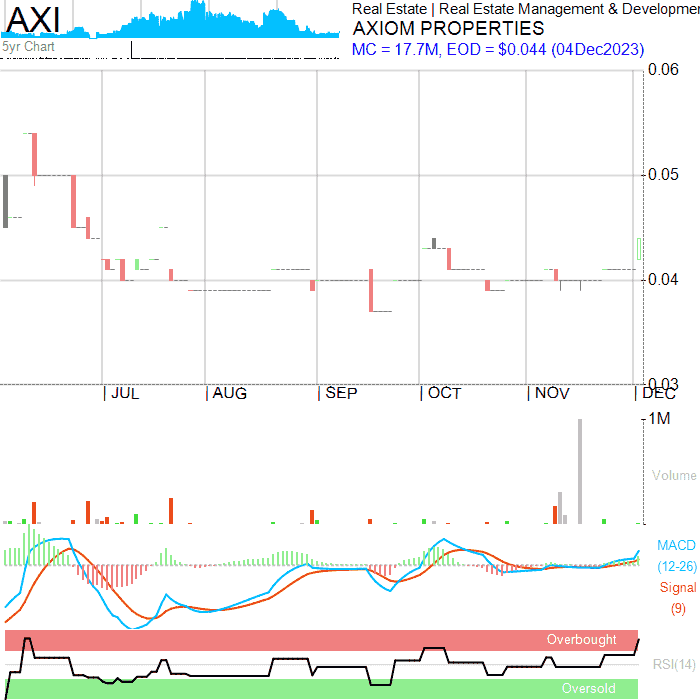 AXI
5yr Chart
Real Estate | Real Estate Management & Developmen
AXIOM PROPERTIES
MC = 17.7M, EOD = $0.044 (04Dec2023)
0.06
0.05
0.04
0.03
| JUL | AUG | SEP | OCT | NOV | DEC
1M
Volume
MACD
(12-26)
Signal
(9)
Overbought
RSI(14)
Oversold